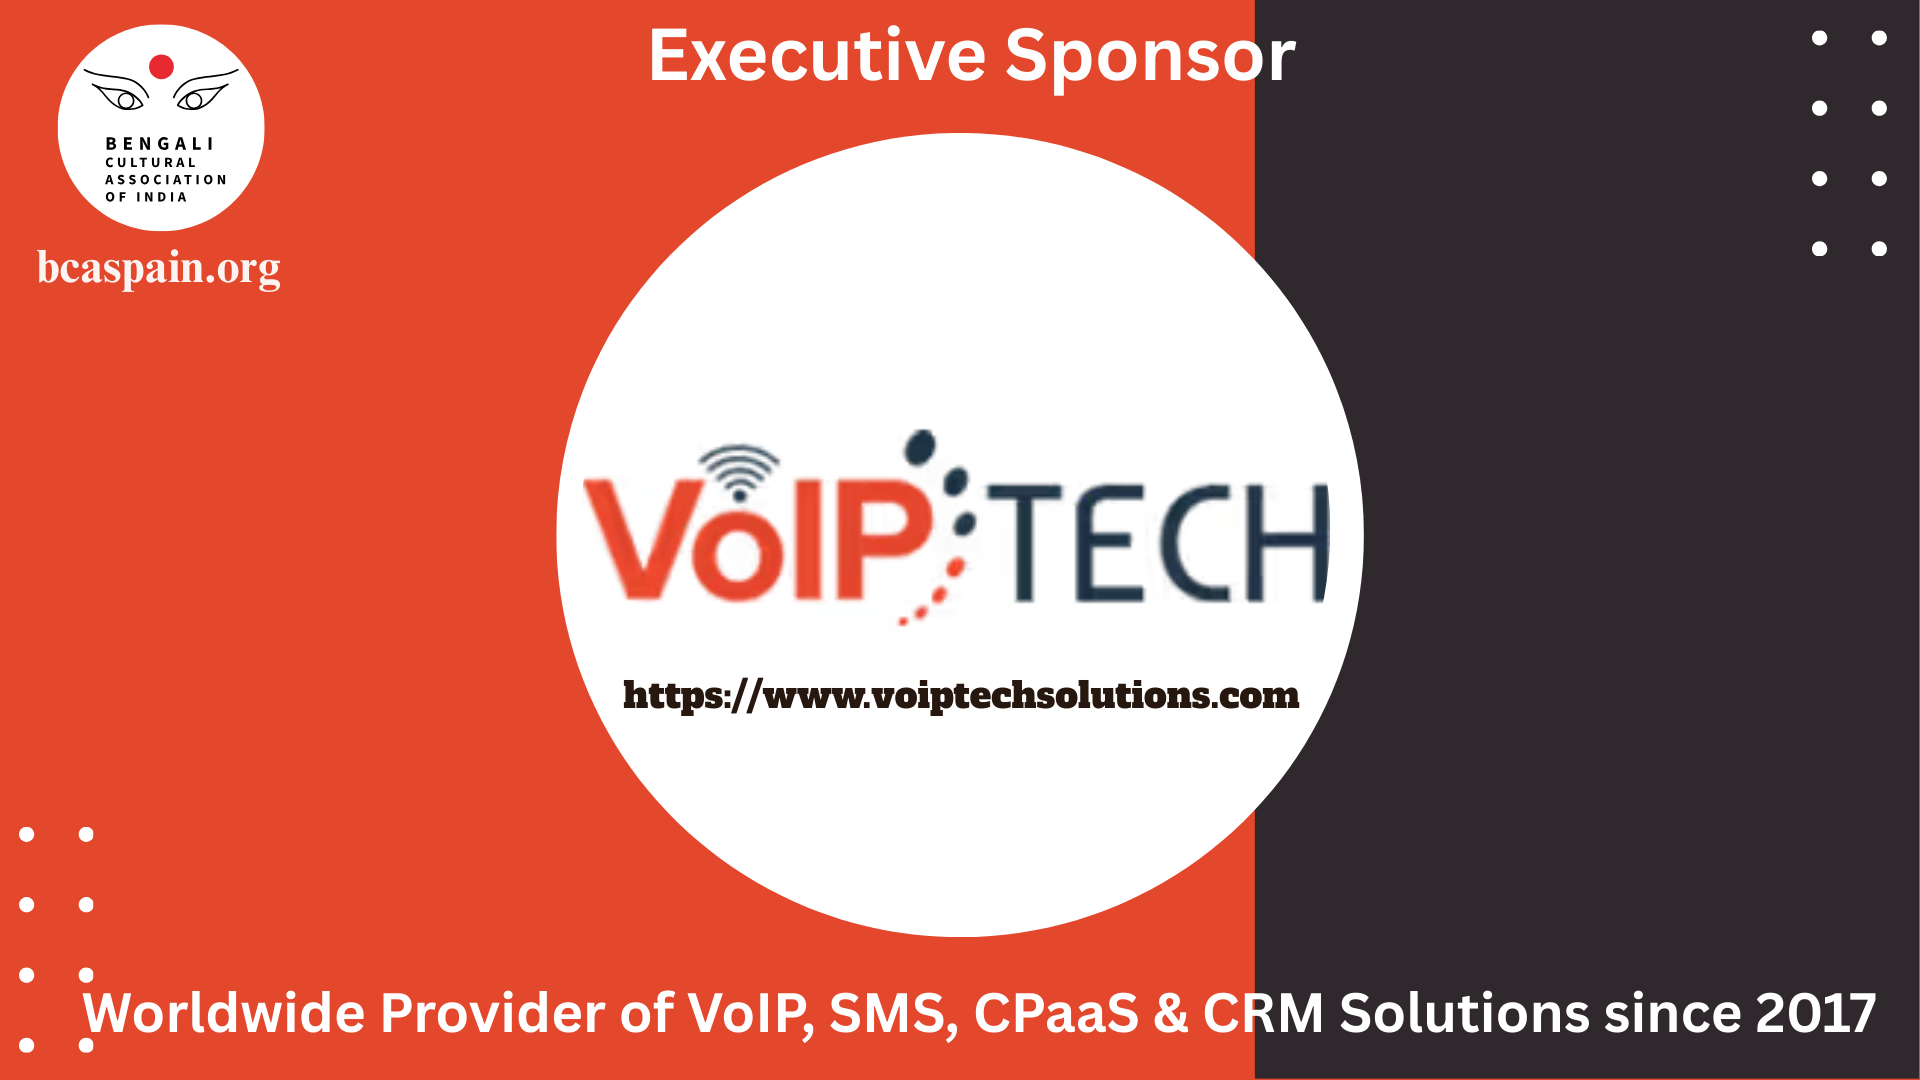 Executive Sponsor
BENGALI
CULTURAL
ASSOCIATION
OF INDIA
bcaspain.org
VoIP TECH
https://www.voiptechsolutions.com
Worldwide Provider of VoIP, SMS, CPaaS & CRM Solutions since 2017